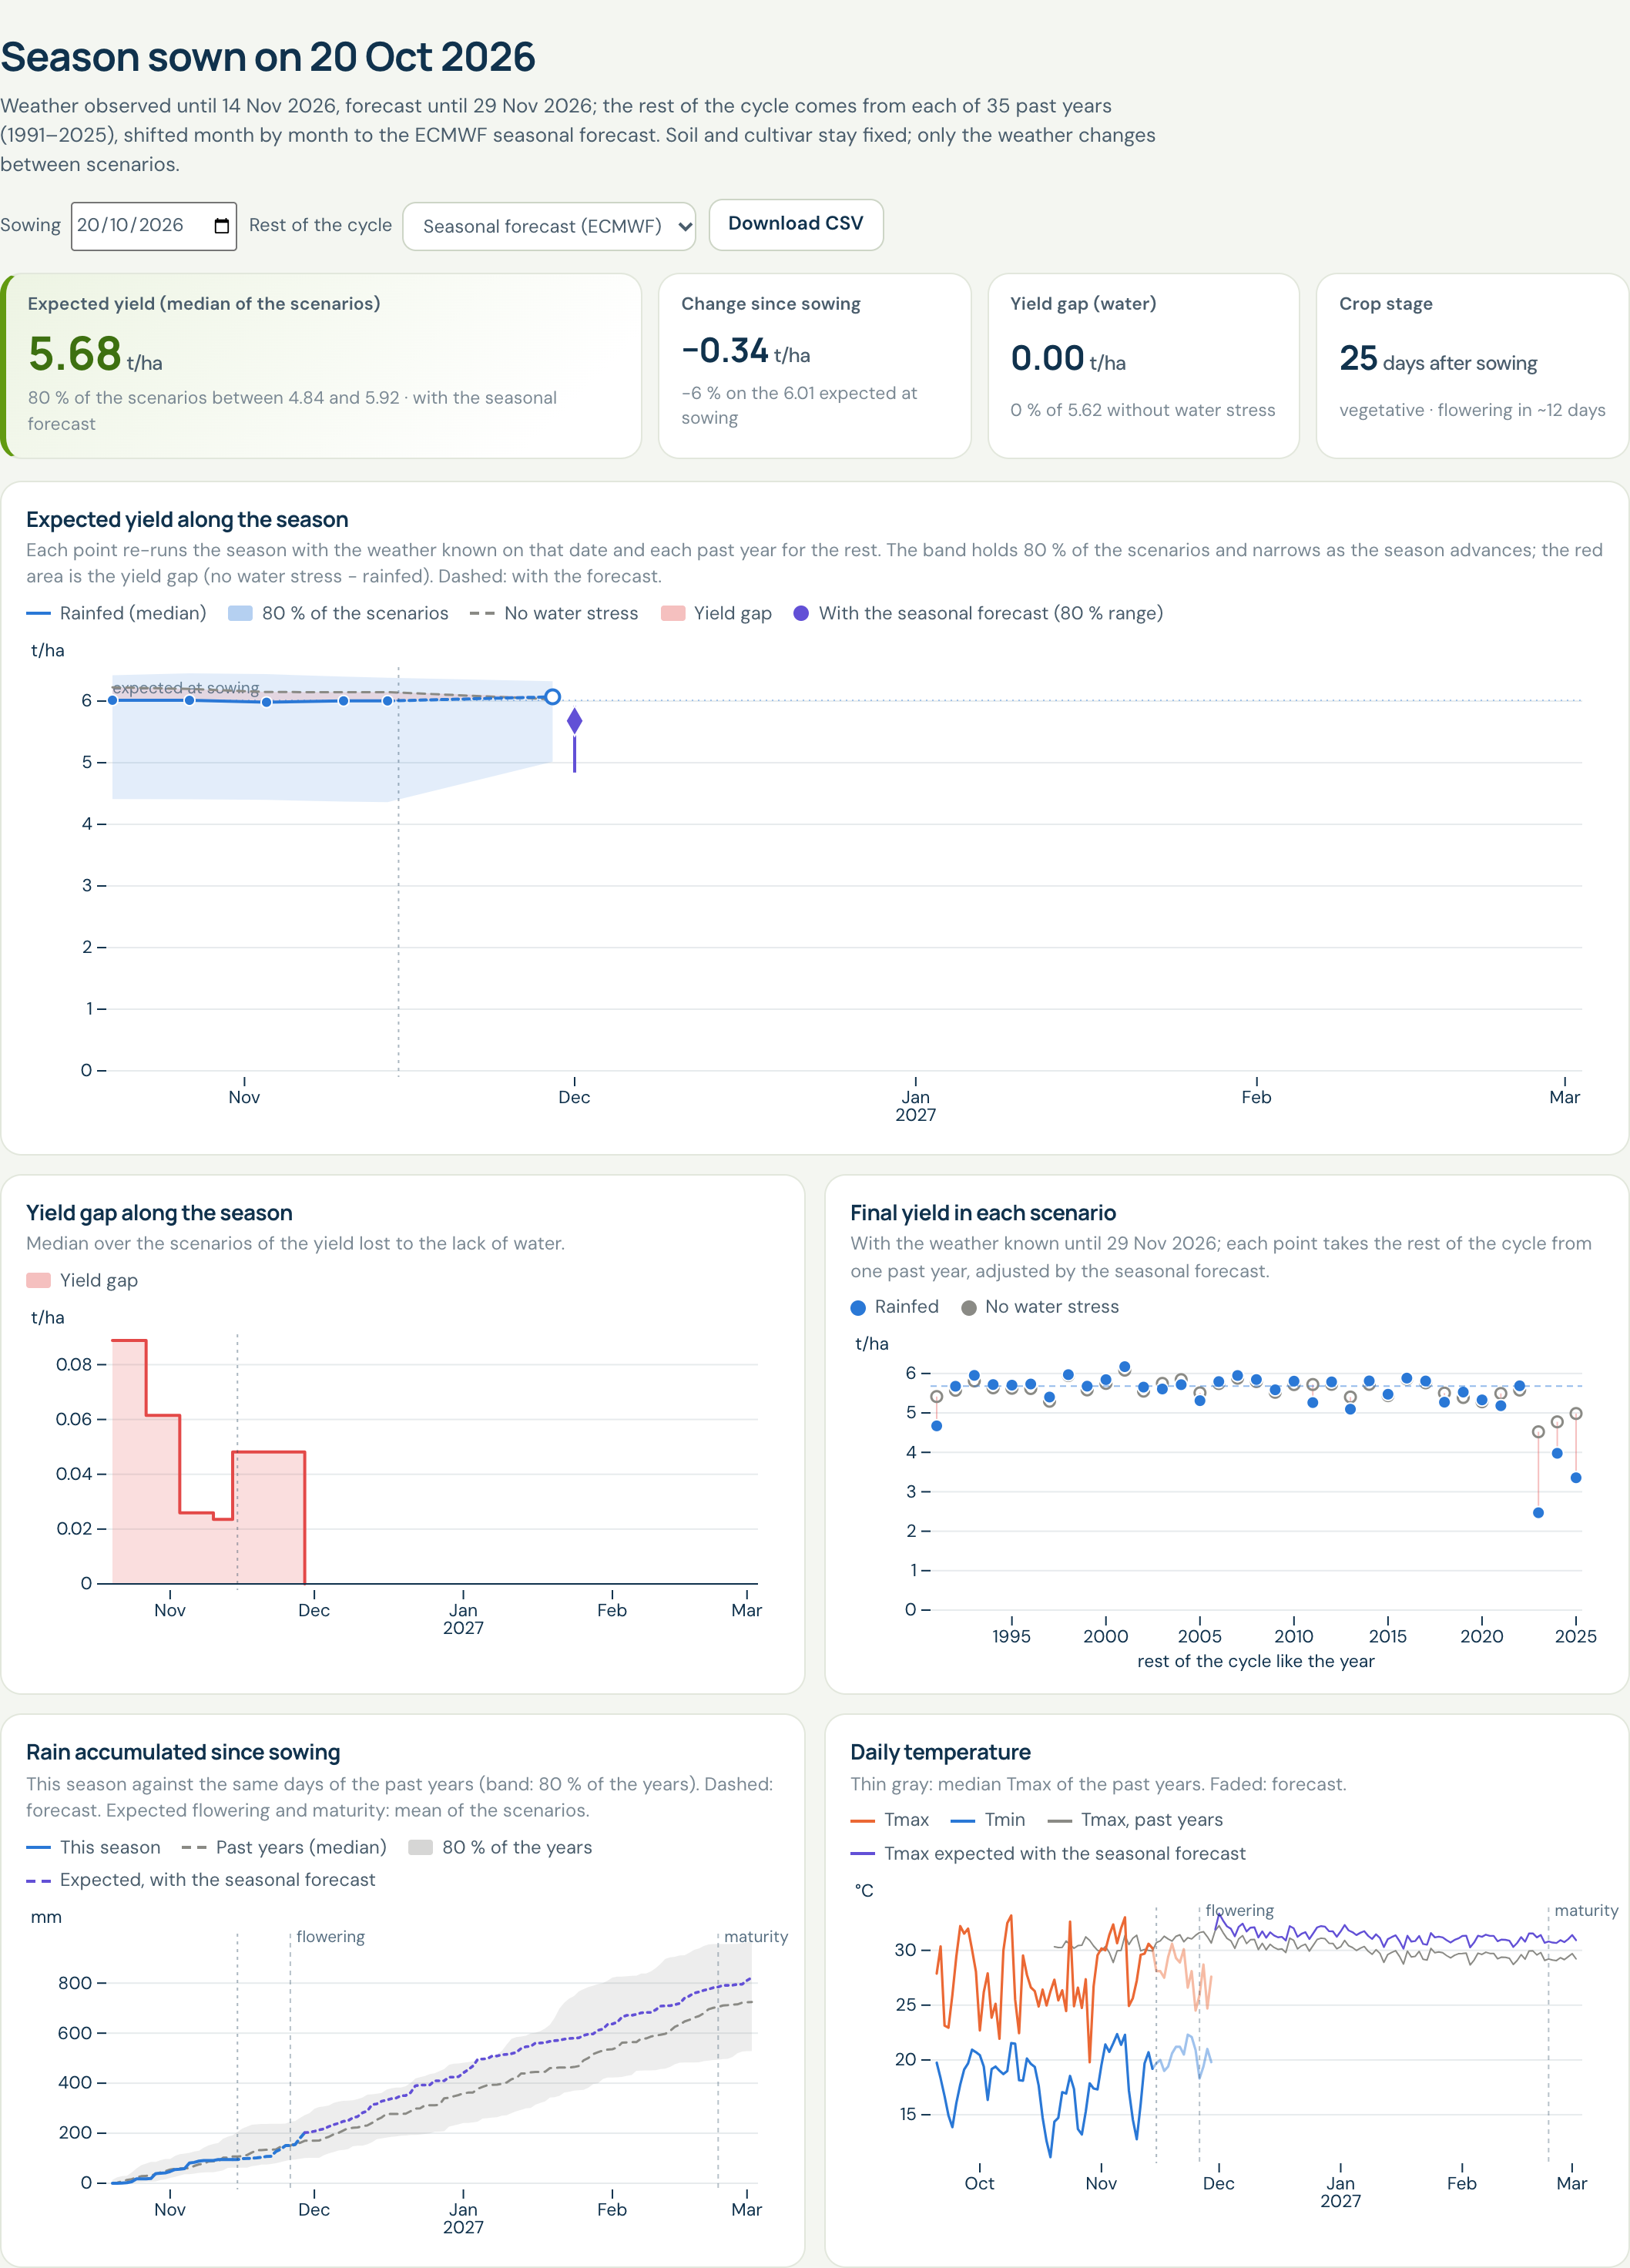 Season sown on 20 Oct 2026
Weather observed until 14 Nov 2026, forecast until 29 Nov 2026; the rest of the cycle comes from each of 35 past years
(1991–2025), shifted month by month to the ECMWF seasonal forecast. Soil and cultivar stay fixed; only the weather changes
between scenarios.
Sowing 20/10/2026 Rest of the cycle Seasonal forecast (ECMWF) Download CSV
Expected yield (median of the scenarios)
5.68 t/ha
80 % of the scenarios between 4.84 and 5.92 · with the seasonal
forecast
Change since sowing
−0.34 t/ha
−6 % on the 6.01 expected at
sowing
Yield gap (water)
0.00 t/ha
0 % of 5.62 without water stress
Crop stage
25 days after sowing
vegetative · flowering in ~12 days
Expected yield along the season
Each point re-runs the season with the weather known on that date and each past year for the rest. The band holds 80 % of the scenarios and narrows as the season advances; the red
area is the yield gap (no water stress − rainfed). Dashed: with the forecast.
Rainfed (median) 80 % of the scenarios No water stress Yield gap With the seasonal forecast (80 % range)
t/ha
expected at sowing
6
5
4
3
2
1
0
Nov Dec Jan Feb Mar
2027
Yield gap along the season
Median over the scenarios of the yield lost to the lack of water.
Yield gap
t/ha
0.08
0.06
0.04
0.02
0
Nov Dec Jan Feb Mar
2027
Final yield in each scenario
With the weather known until 29 Nov 2026; each point takes the rest of the cycle from
one past year, adjusted by the seasonal forecast.
Rainfed No water stress
t/ha
6
5
4
3
2
1
0
1995 2000 2005 2010 2015 2020 2025
rest of the cycle like the year
Rain accumulated since sowing
This season against the same days of the past years (band: 80 % of the years). Dashed:
forecast. Expected flowering and maturity: mean of the scenarios.
This season Past years (median) 80 % of the years
Expected, with the seasonal forecast
mm
flowering maturity
800
600
400
200
0
Nov Dec Jan Feb Mar
2027
Daily temperature
Thin gray: median Tmax of the past years. Faded: forecast.
Tmax Tmin Tmax, past years
Tmax expected with the seasonal forecast
°C
flowering maturity
30
25
20
15
Oct Nov Dec Jan Feb Mar
2027